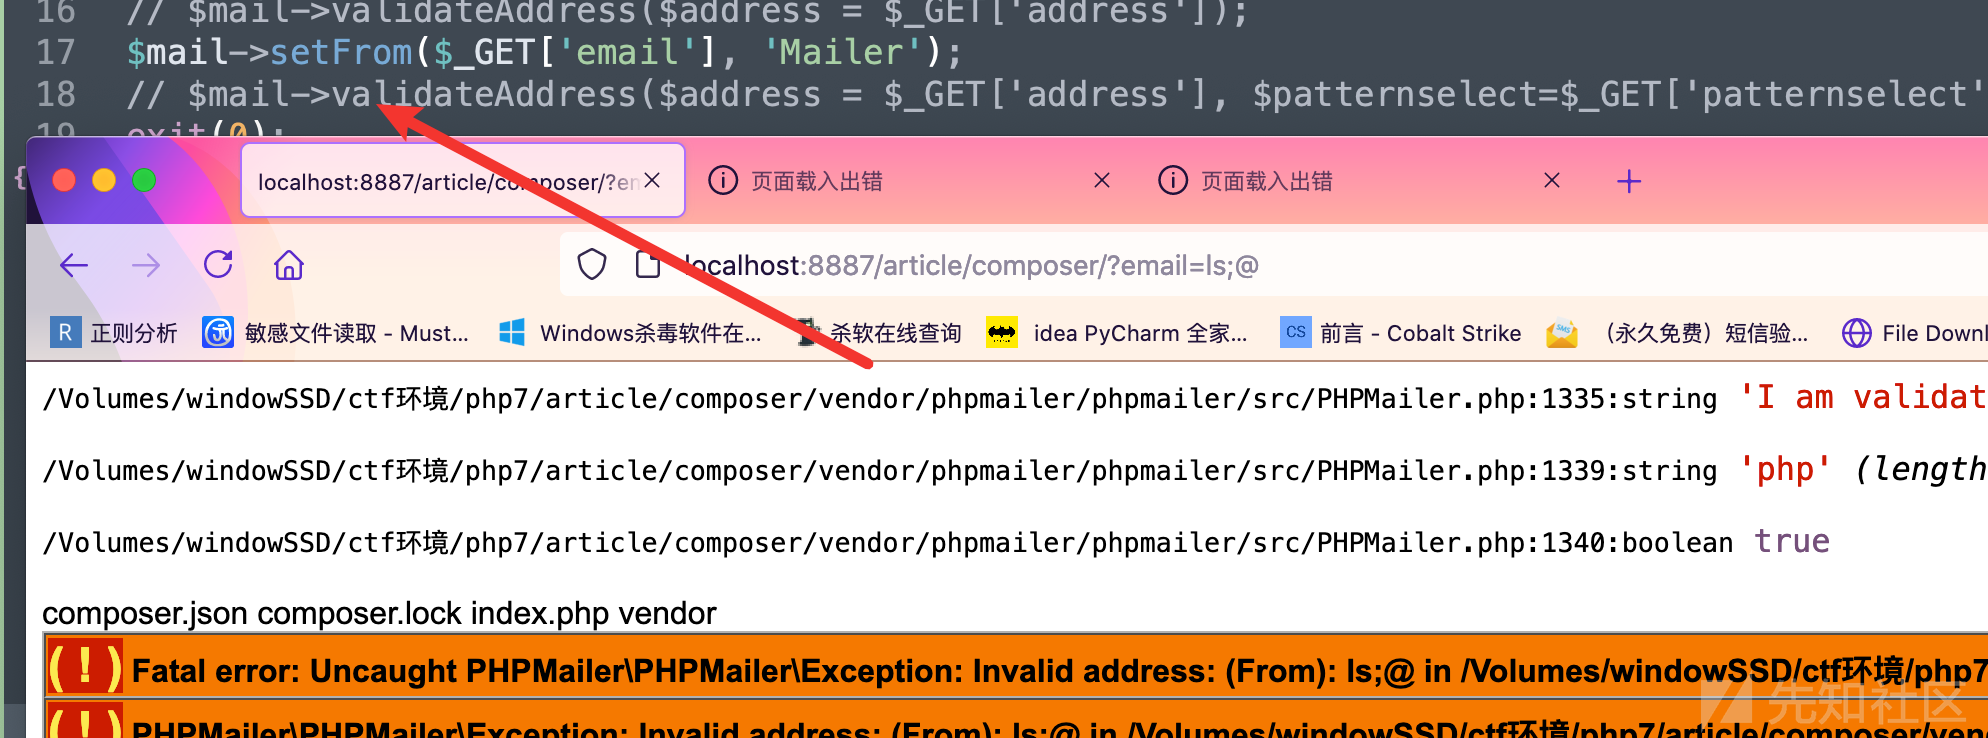 16 // $mail->validateAddress($address = $_GET['address']);
17 $mail->setFrom($_GET['email'], 'Mailer');
18 // $mail->validateAddress($address = $_GET['address'], $patternselect=$_GET['patternselect'
19 exit(0);
{
localhost:8887/article/composer/?en
页面载入出错
页面载入出错
localhost:8887/article/composer/?email=ls;@
R 正则分析 敏感文件读取 - Must... Windows杀毒软件在... 杀软在线查询 idea PyCharm 全家... CS 前言 - Cobalt Strike SMS （永久免费）短信验... File Downl
/Volumes/windowSSD/ctf环境/php7/article/composer/vendor/phpmailer/phpmailer/src/PHPMailer.php:1335:string 'I am validat
/Volumes/windowSSD/ctf环境/php7/article/composer/vendor/phpmailer/phpmailer/src/PHPMailer.php:1339:string 'php' (length
/Volumes/windowSSD/ctf环境/php7/article/composer/vendor/phpmailer/phpmailer/src/PHPMailer.php:1340:boolean true
composer.json composer.lock index.php vendor
(!) Fatal error: Uncaught PHPMailer\PHPMailer\Exception: Invalid address: (From): ls;@ in /Volumes/windowSSD/ctf环境/php7
(!) PHPMailer\PHPMailer\Exception: Invalid address: (From): ls;@ in /Volumes/windowSSD/ctf环境/php7/article/composer/ven
先知社区